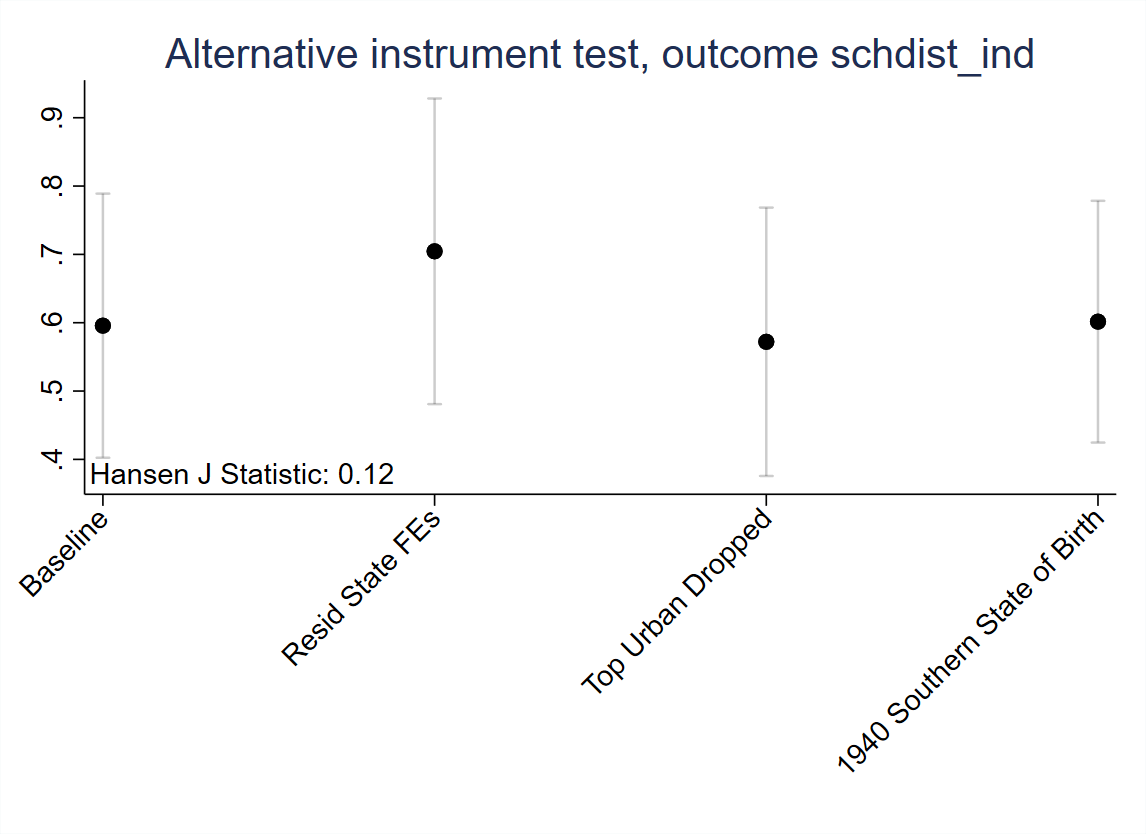 Alternative instrument test, outcome schdist_ind
.9
.8
.7
.6
.5
.4
Hansen J Statistic: 0.12
Baseline
Resid State FEs
Top Urban Dropped
1940 Southern State of Birth